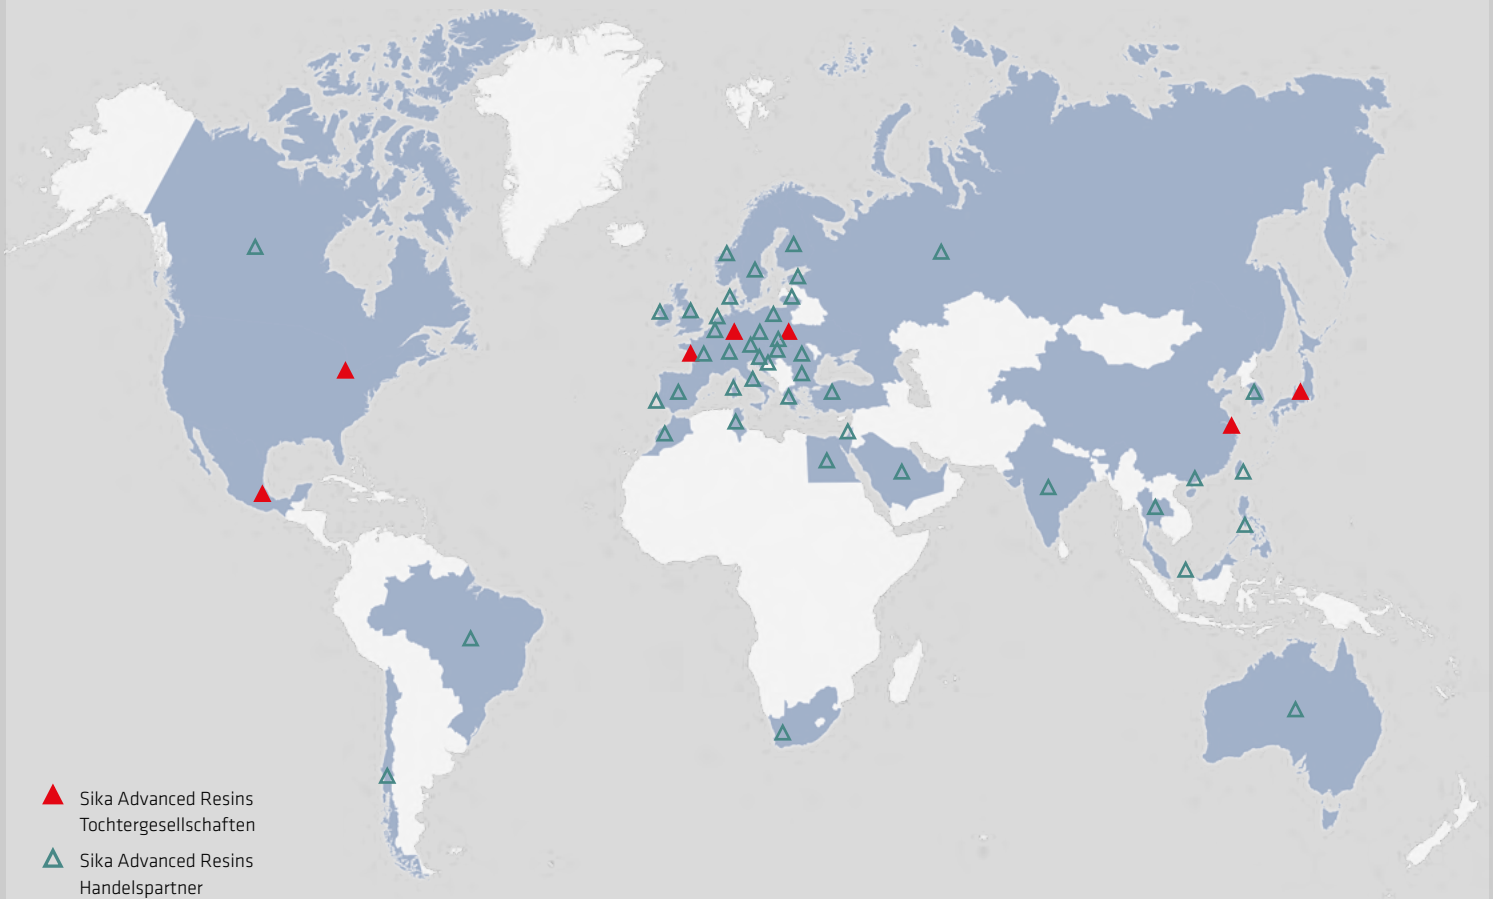 Sika Advanced Resins
Tochtergesellschaften
Sika Advanced Resins
Handelspartner